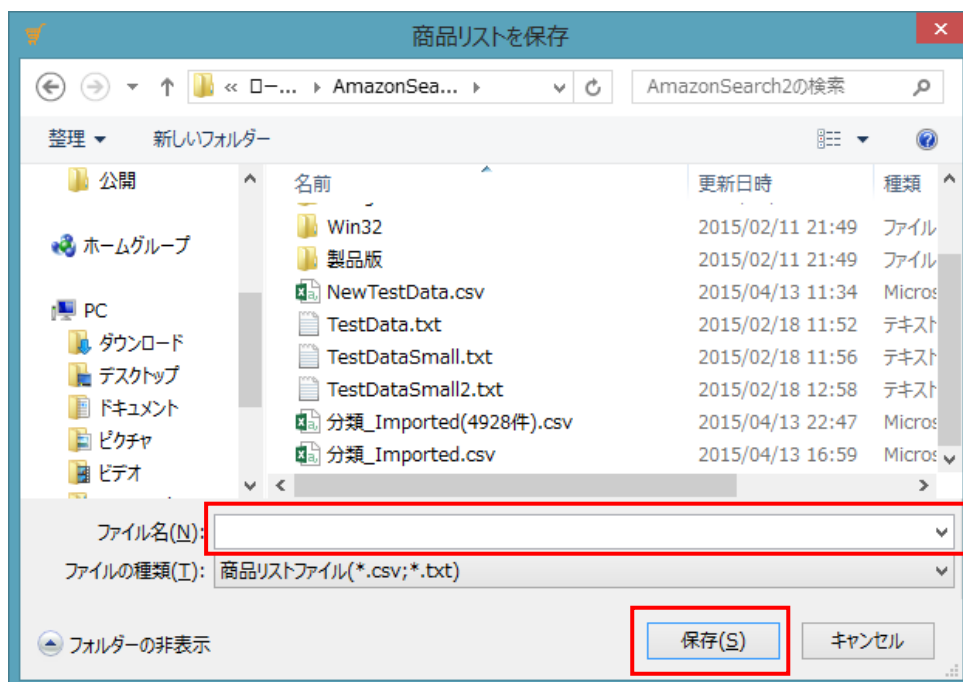 商品リストを保存
« ロー... ▸ AmazonSea... ▸
AmazonSearch2の検索
整理 新しいフォルダー
公開
ホームグループ
PC
ダウンロード
デスクトップ
ドキュメント
ピクチャ
ビデオ
名前 更新日時 種類
Win32 2015/02/11 21:49 ファイル
製品版 2015/02/11 21:49 ファイル
NewTestData.csv 2015/04/13 11:34 Micros
TestData.txt 2015/02/18 11:52 テキスト
TestDataSmall.txt 2015/02/18 11:56 テキスト
TestDataSmall2.txt 2015/02/18 12:58 テキスト
分類_Imported(4928件).csv 2015/04/13 22:47 Micros
分類_Imported.csv 2015/04/13 16:59 Micros
ファイル名(N):
ファイルの種類(T): 商品リストファイル(*.csv;*.txt)
フォルダーの非表示
保存(S) キャンセル